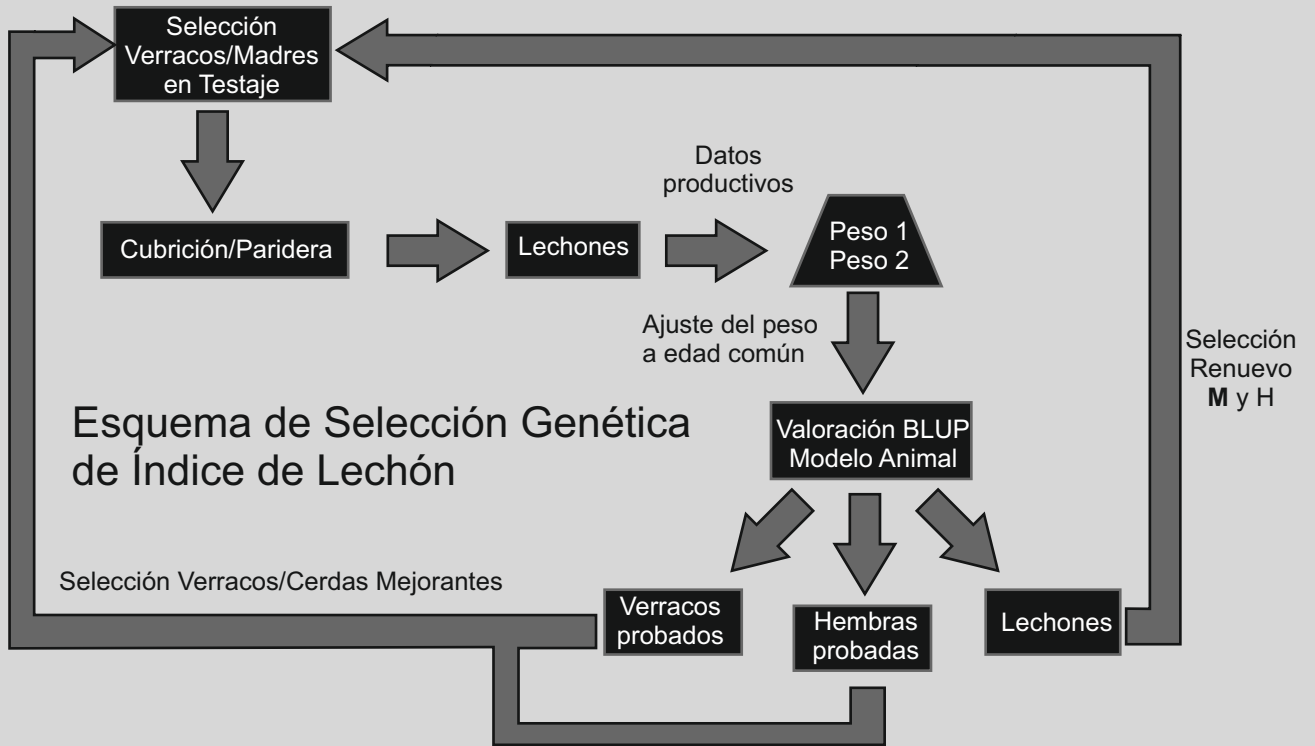 Selección
Verracos/Madres
en Testaje
Cubrición/Paridera
Lechones
Datos
productivos
Peso 1
Peso 2
Ajuste del peso
a edad común
Selección
Renuevo
M y H
Esquema de Selección Genética
de Índice de Lechón
Valoración BLUP
Modelo Animal
Selección Verracos/Cerdas Mejorantes
Verracos
probados
Hembras
probadas
Lechones